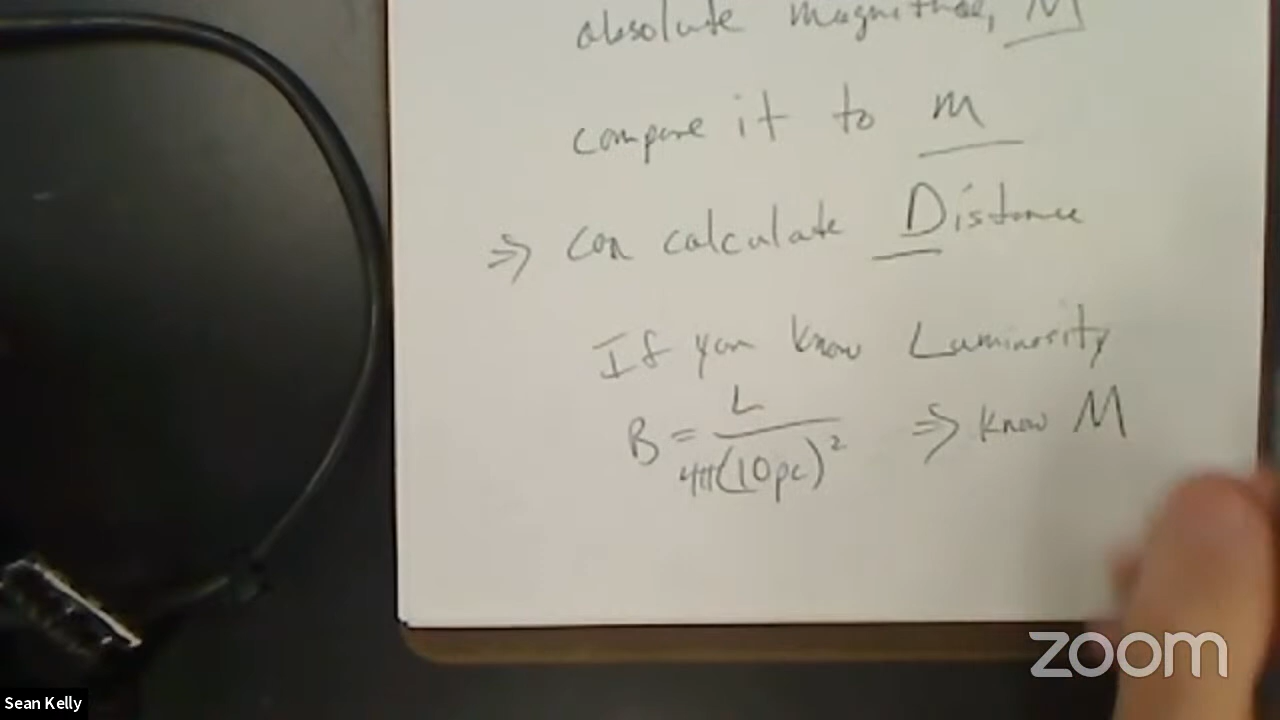 absolute magnitude, M
compare it to m
⇒ can calculate Distance
If you know Luminosity
B = L / 4π(10pc)² ⇒ know M
zoom
Sean Kelly